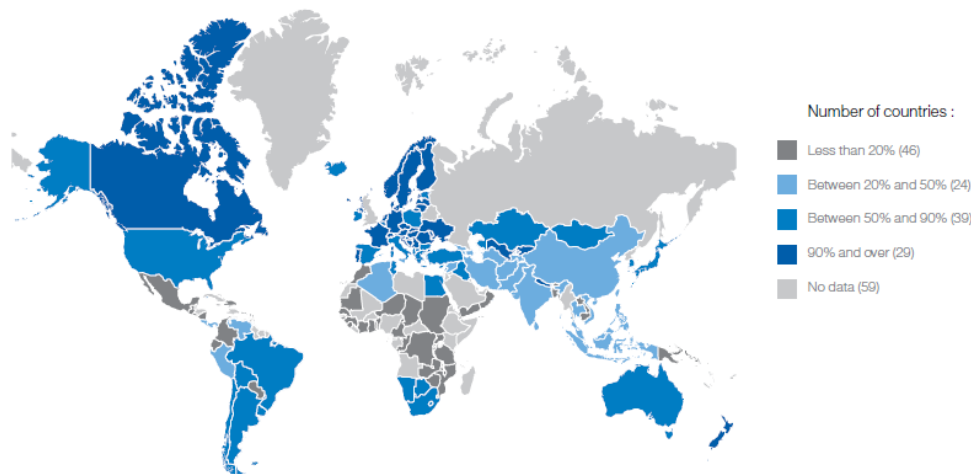 Number of countries :
Less than 20% (46)
Between 20% and 50% (24)
Between 50% and 90% (39)
90% and over (29)
No data (59)